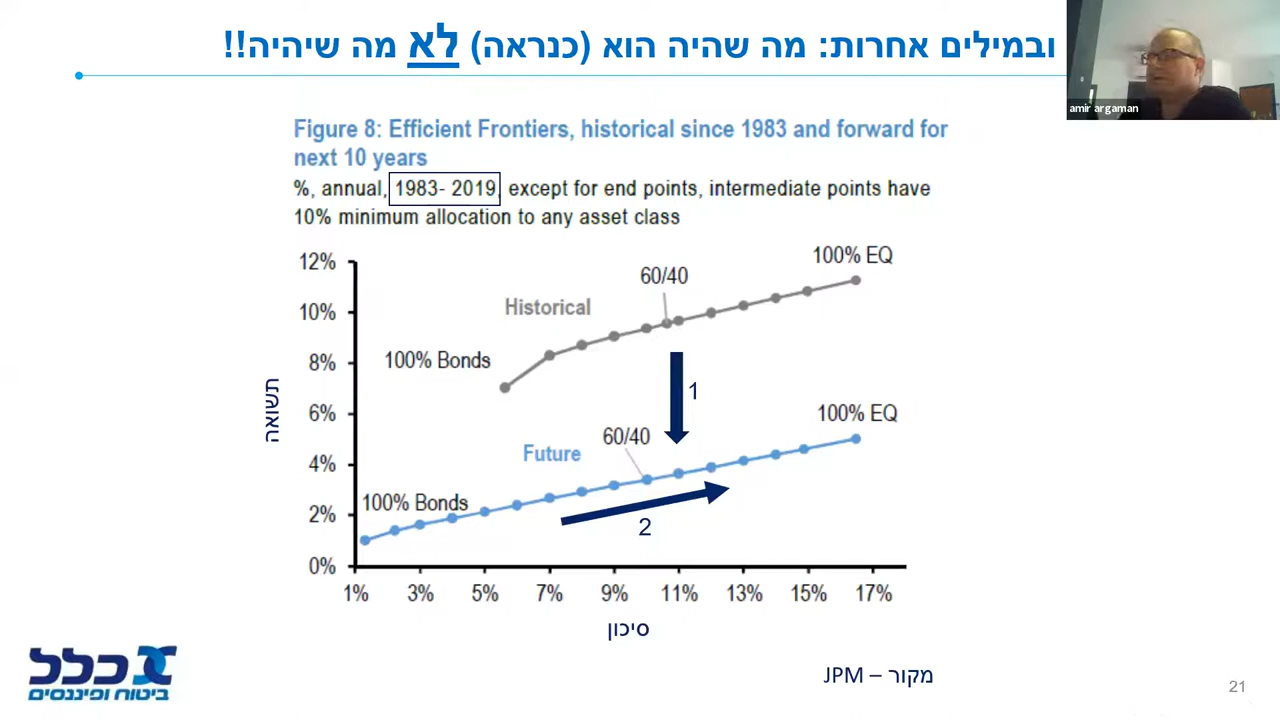 ובמילים אחרות: מה שהיה הוא (כנראה) לא מה שיהיה!!
amir argaman
Figure 8: Efficient Frontiers, historical since 1983 and forward for
next 10 years
%, annual, 1983- 2019, except for end points, intermediate points have
10% minimum allocation to any asset class
12%
10%
8%
6%
4%
2%
0%
תשואה
100% EQ
60/40
Historical
100% Bonds
1
100% EQ
60/40
Future
100% Bonds
2
1% 3% 5% 7% 9% 11% 13% 15% 17%
סיכון
מקור – JPM
כלל
ביטוח ופיננסים
21